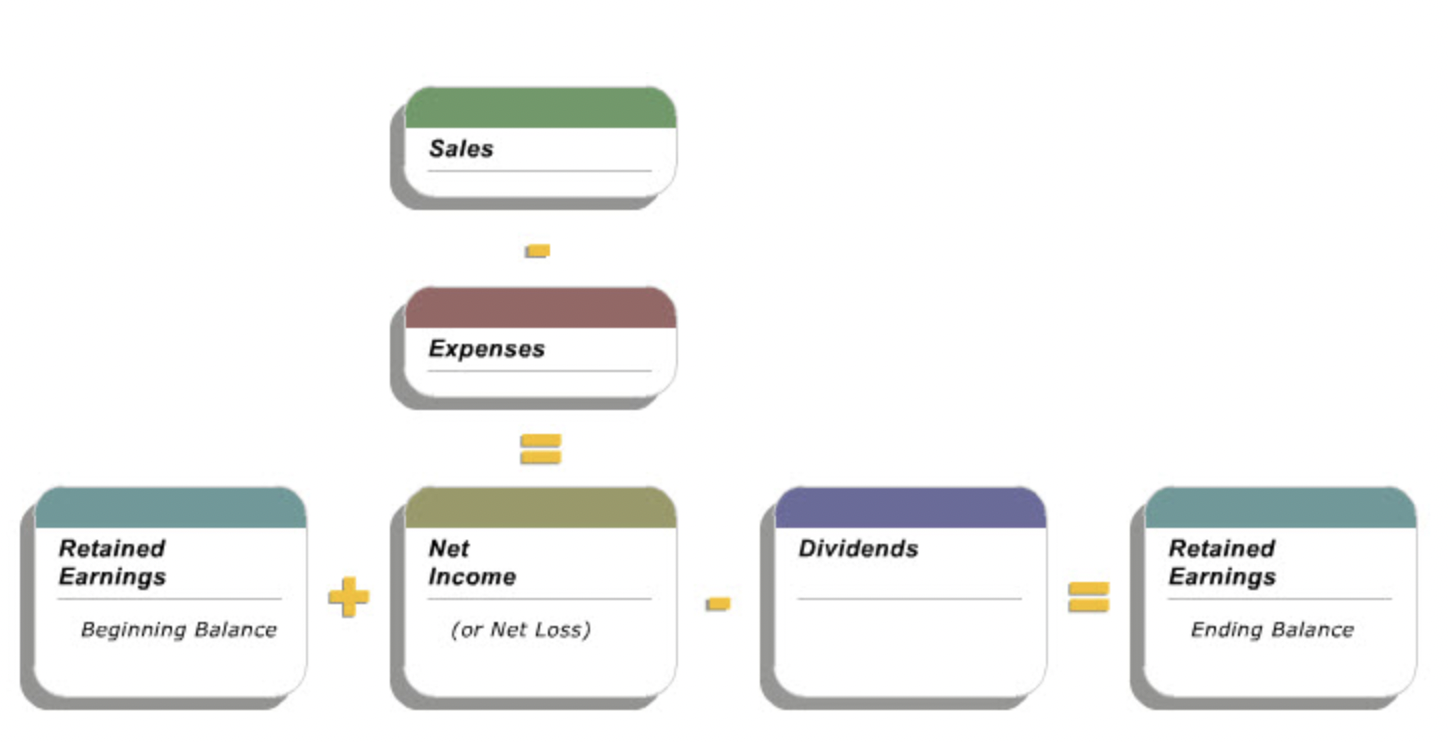 Sales
-
Expenses
=
Retained
Earnings
Beginning Balance
+
Net
Income
(or Net Loss)
-
Dividends
=
Retained
Earnings
Ending Balance